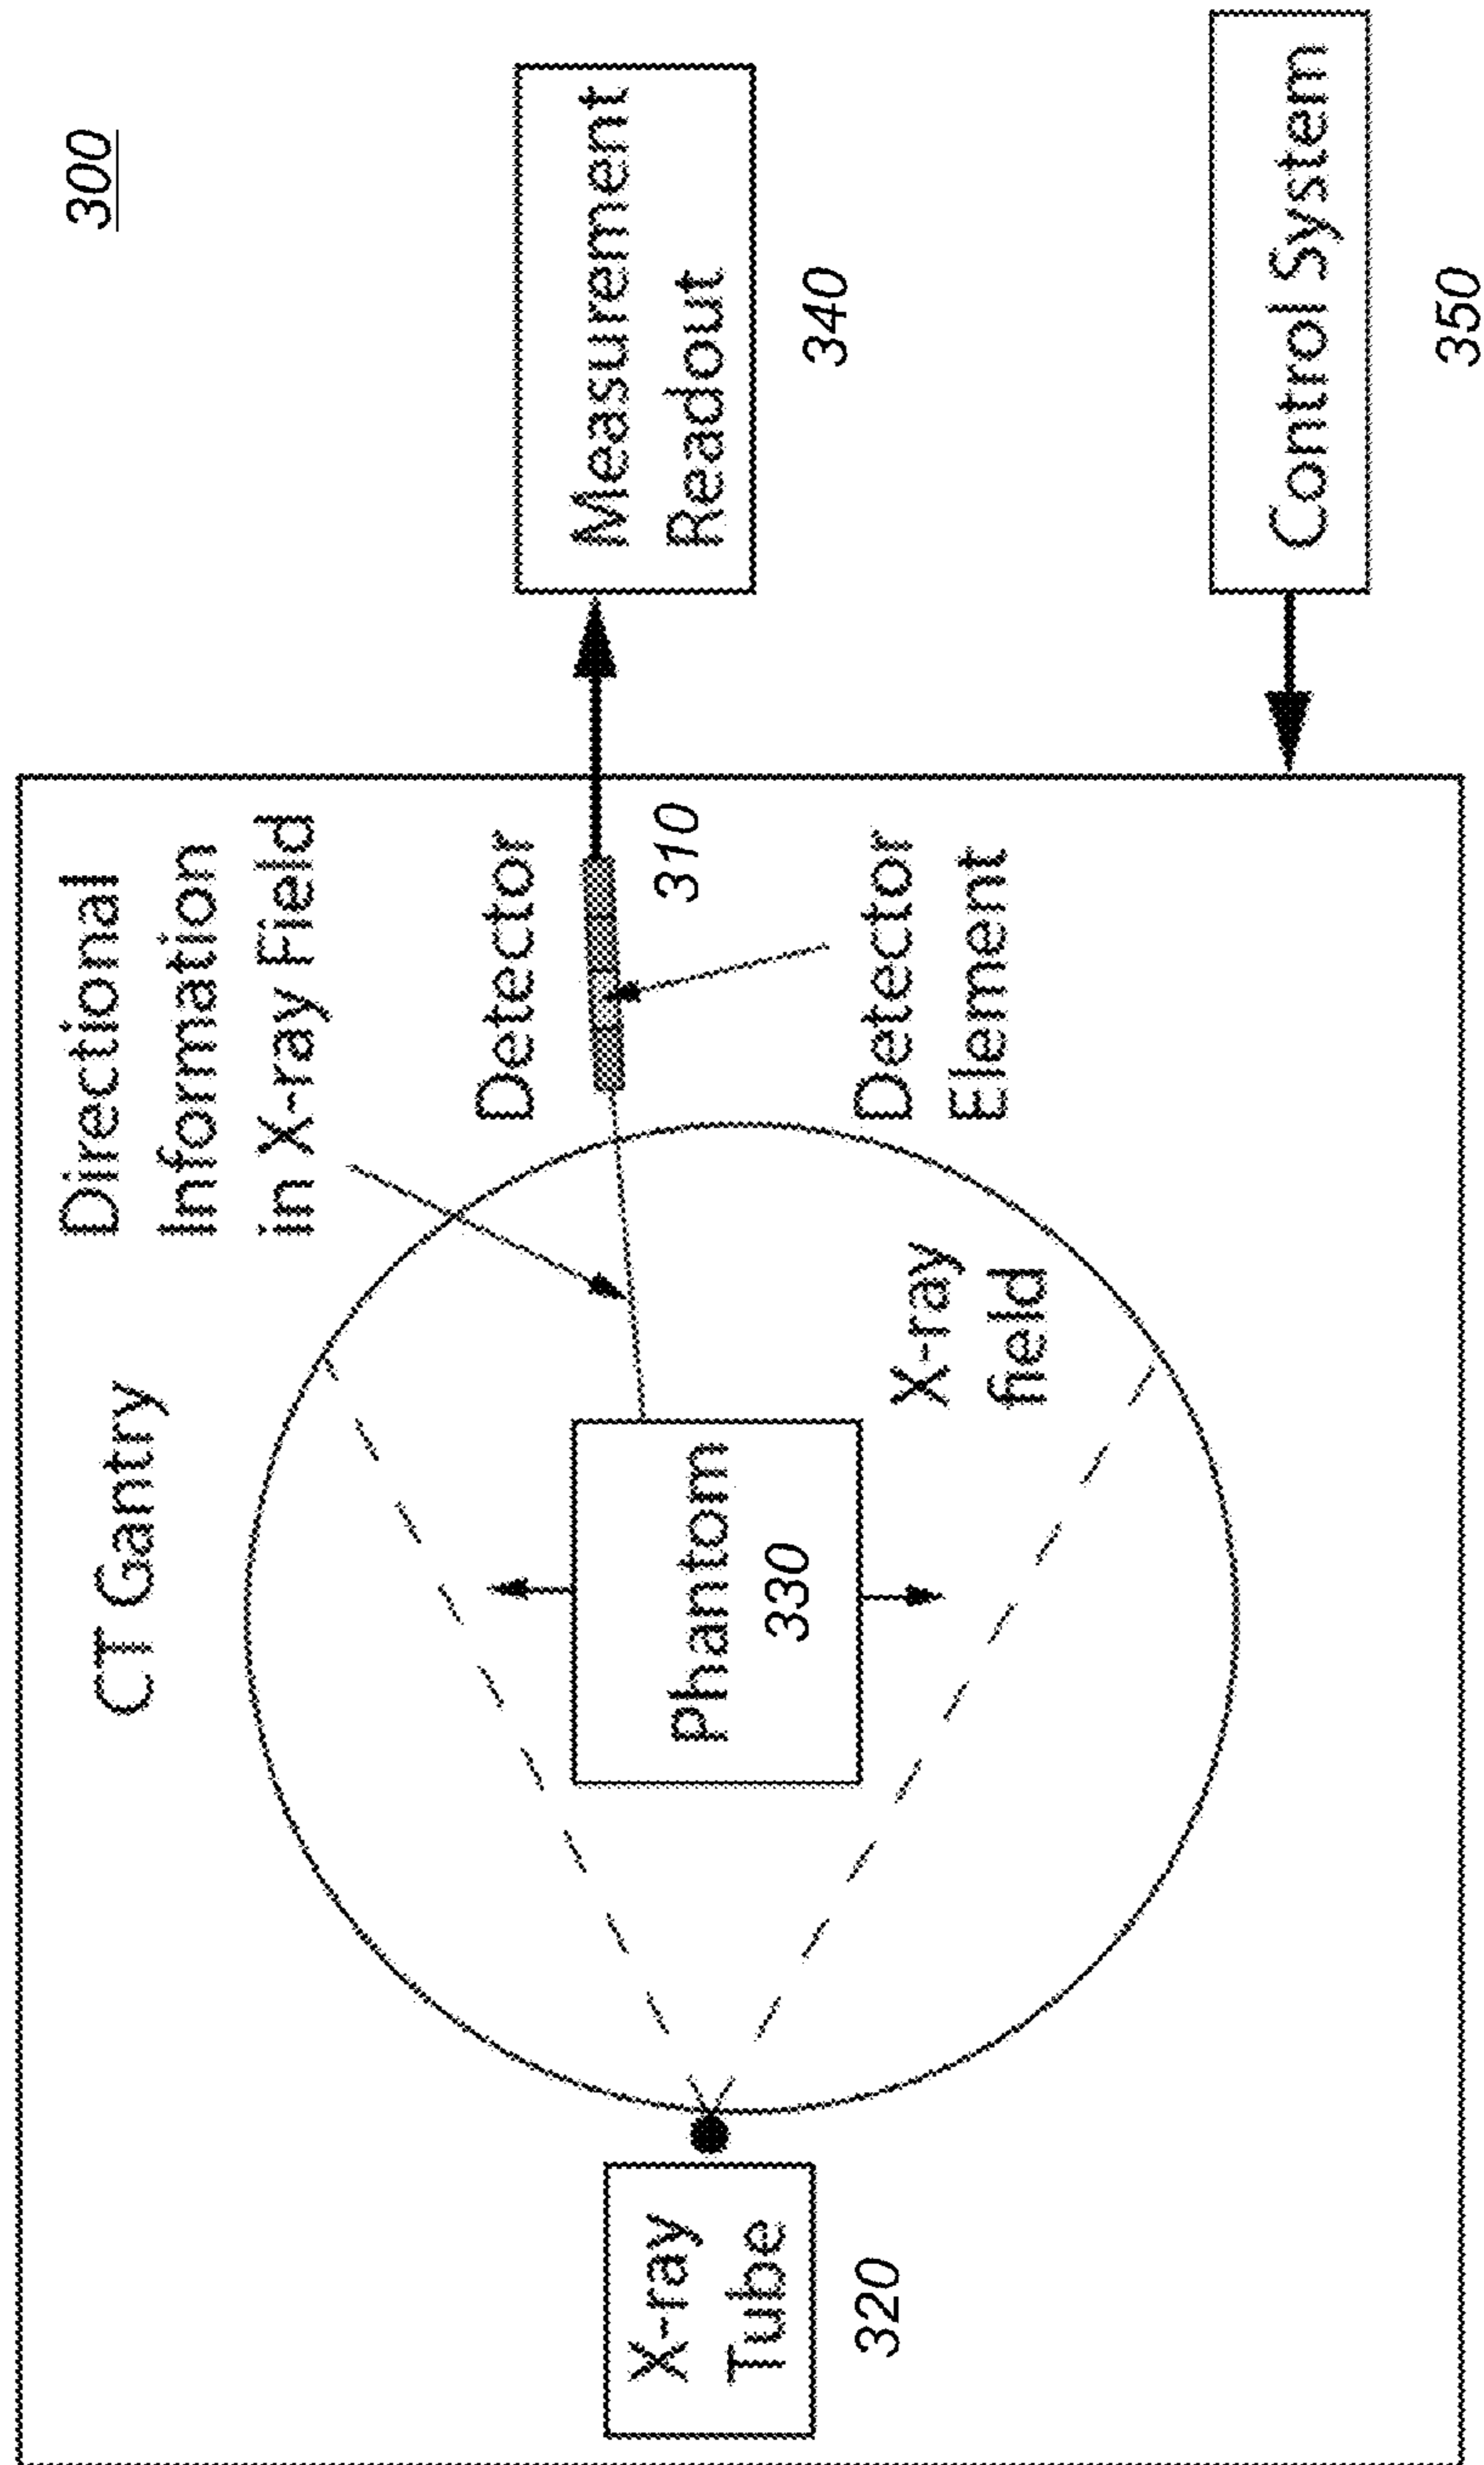 300
CT Gantry
Directional
Information
in X-ray Field
Detector
310
Measurement
Readout
340
X-ray
Tube
320
Phantom
330
X-ray
field
Detector
Element
Control System
350